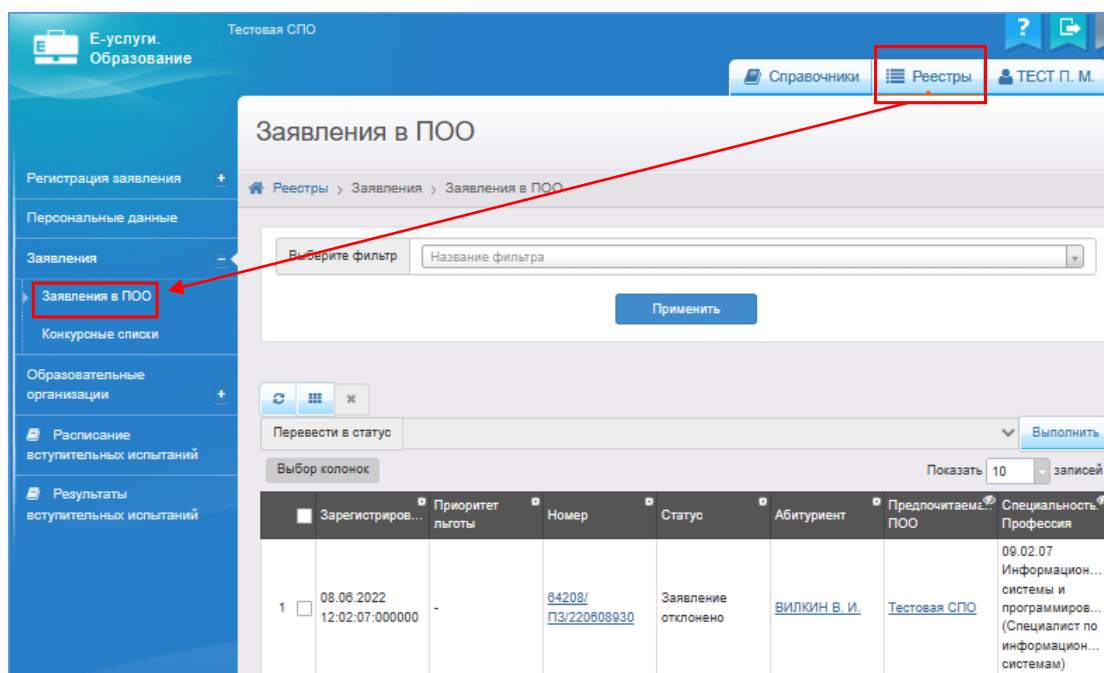 Е-услуги.
Образование
Тестовая СПО
?
Справочники
Реестры
ТЕСТ П. М.
Заявления в ПОО
Реестры > Заявления > Заявления в ПОО
Регистрация заявления +
Персональные данные
Заявления –
Заявления в ПОО
Конкурсные списки
Образовательные
организации +
Расписание
вступительных испытаний
Результаты
вступительных испытаний
Выберите фильтр
Название фильтра
Применить
Перевести в статус
Выполнить
Выбор колонок
Показать 10 записей
Зарегистриров...
Приоритет
льготы
Номер
Статус
Абитуриент
Предпочитаема...
ПОО
Специальность.
Профессия
1
08.06.2022
12:02:07:000000
-
64208/
ПЗ/220608930
Заявление
отклонено
ВИЛКИН В. И.
Тестовая СПО
09.02.07
Информацион...
системы и
программиров...
(Специалист по
информацион...
системам)